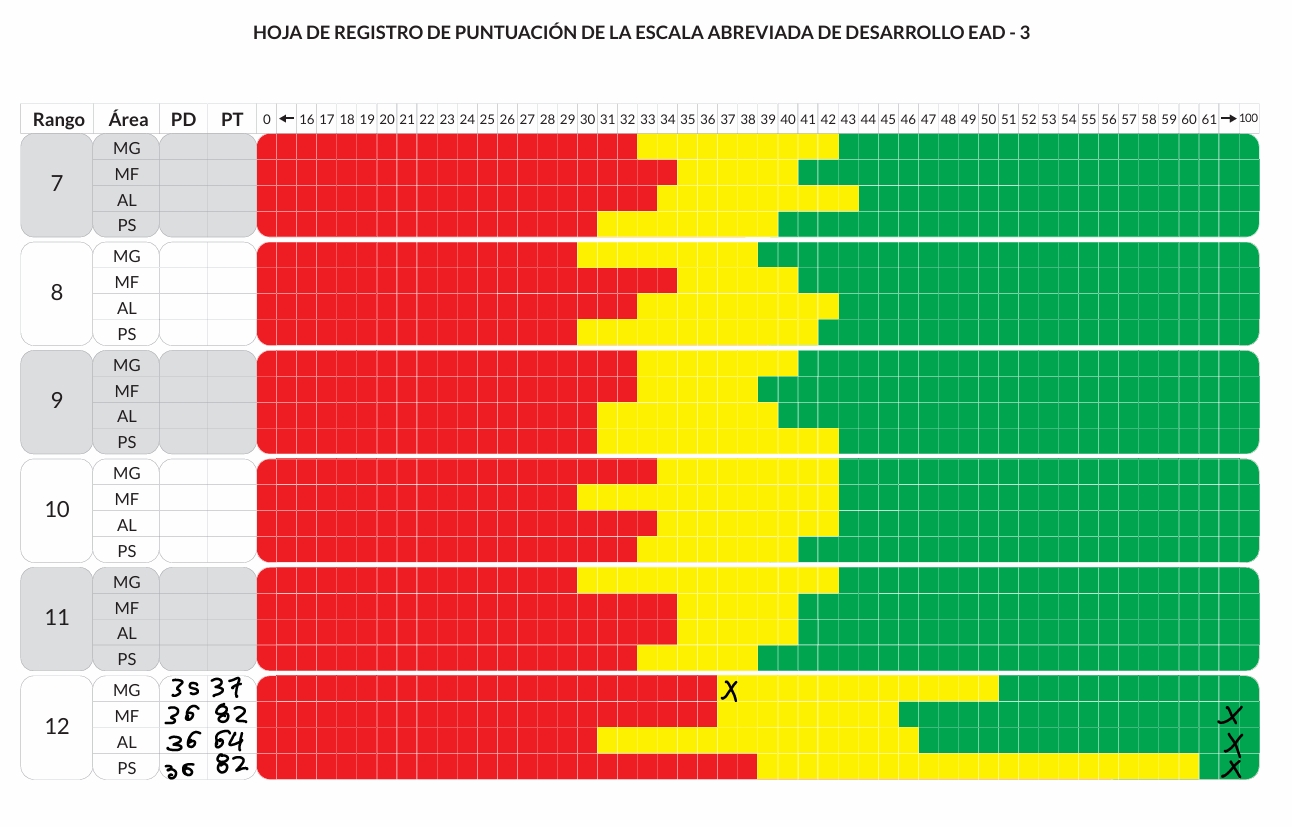 HOJA DE REGISTRO DE PUNTUACIÓN DE LA ESCALA ABREVIADA DE DESARROLLO EAD - 3
Rango Área PD PT 0 ← 16 17 18 19 20 21 22 23 24 25 26 27 28 29 30 31 32 33 34 35 36 37 38 39 40 41 42 43 44 45 46 47 48 49 50 51 52 53 54 55 56 57 58 59 60 61 → 100
7
MG
MF
AL
PS
8
MG
MF
AL
PS
9
MG
MF
AL
PS
10
MG
MF
AL
PS
11
MG
MF
AL
PS
12
MG 35 37 X
MF 36 82 X
AL 36 64 X
PS 36 82 X